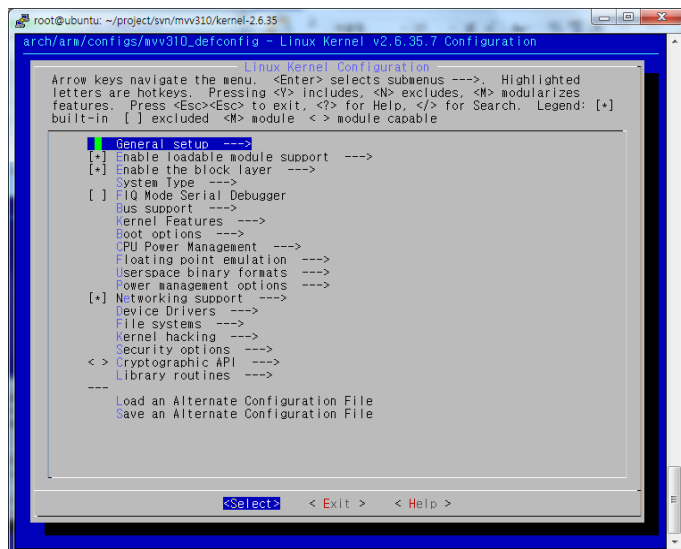 root@ubuntu: ~/project/svn/mvv310/kernel-2.6.35
arch/arm/configs/mvv310_defconfig - Linux Kernel v2.6.35.7 Configuration
Linux Kernel Configuration
Arrow keys navigate the menu. <Enter> selects submenus --->. Highlighted
letters are hotkeys. Pressing <Y> includes, <N> excludes, <M> modularizes
features. Press <Esc><Esc> to exit, <?> for Help, </> for Search. Legend: [*]
built-in [ ] excluded <M> module < > module capable
General setup --->
[*] Enable loadable module support --->
[*] Enable the block layer --->
System Type --->
[ ] FIQ Mode Serial Debugger
Bus support --->
Kernel Features --->
Boot options --->
CPU Power Management --->
Floating point emulation --->
Userspace binary formats --->
Power management options --->
[*] Networking support --->
Device Drivers --->
File systems --->
Kernel hacking --->
Security options --->
< > Cryptographic API --->
Library routines --->
---
Load an Alternate Configuration File
Save an Alternate Configuration File
<Select> < Exit > < Help >